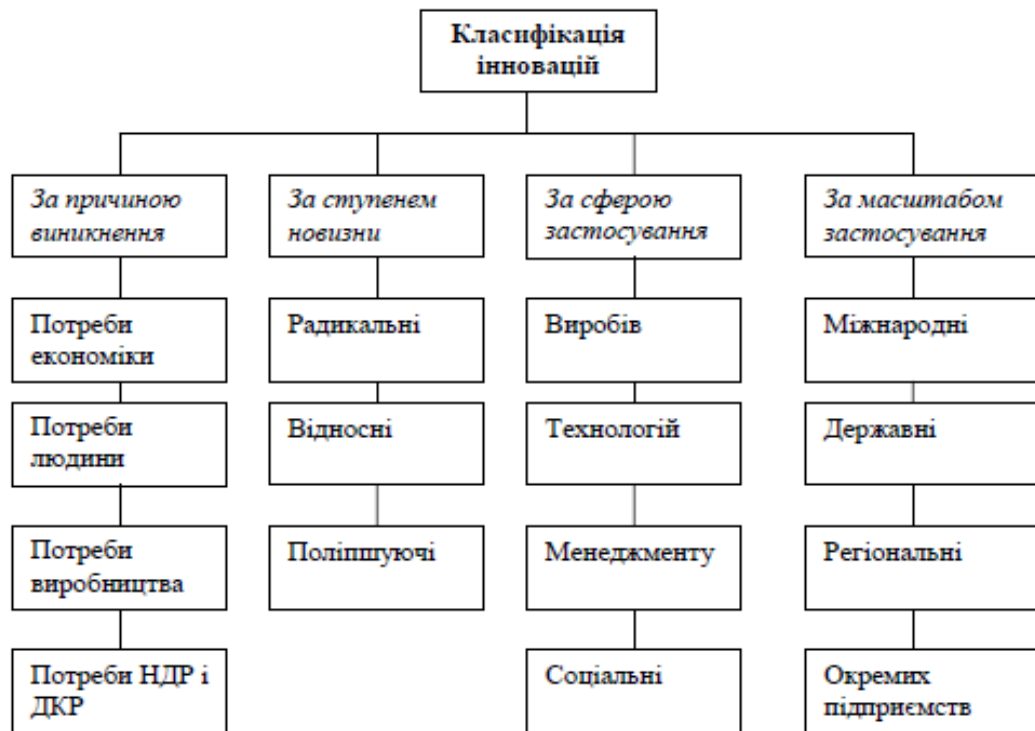 Класифікація
інновацій
За причиною
виникнення
За ступенем
новизни
За сферою
застосування
За масштабом
застосування
Потреби
економіки
Радикальні
Виробів
Міжнародні
Потреби
людини
Відносні
Технологій
Державні
Потреби
виробництва
Поліпшуючі
Менеджменту
Регіональні
Потреби НДР і
ДКР
Соціальні
Окремих
підприємств